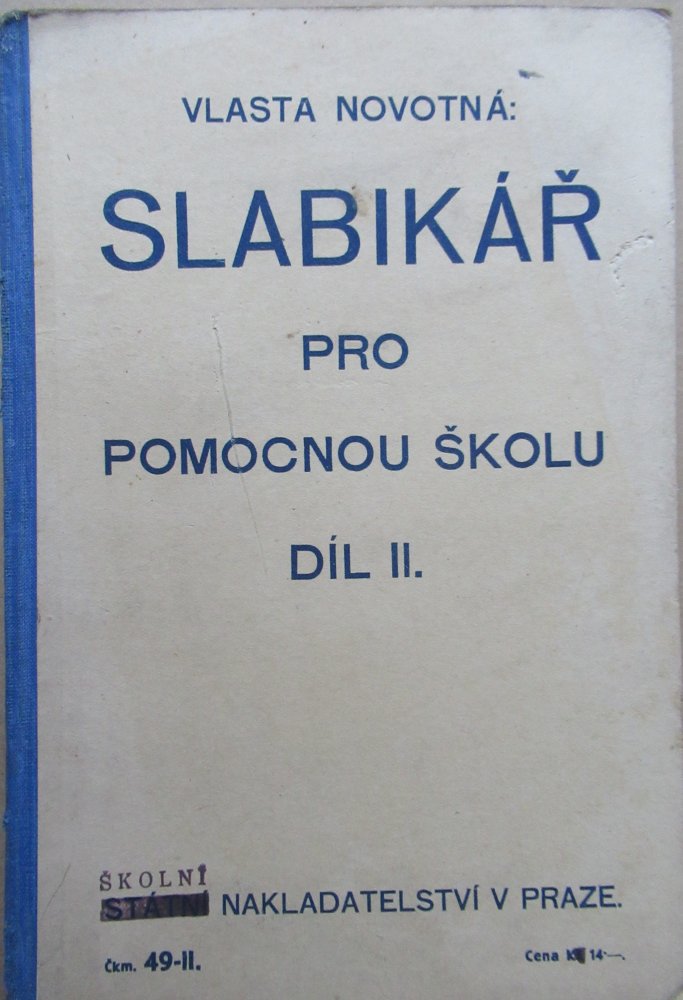 VLASTA NOVOTNÁ:
SLABIKÁŘ
PRO
POMOCNOU ŠKOLU
DÍL II.
ŠKOLNÍ
STÁTNÍ NAKLADATELSTVÍ V PRAZE.
čkm. 49-II.
Cena K 14·—.